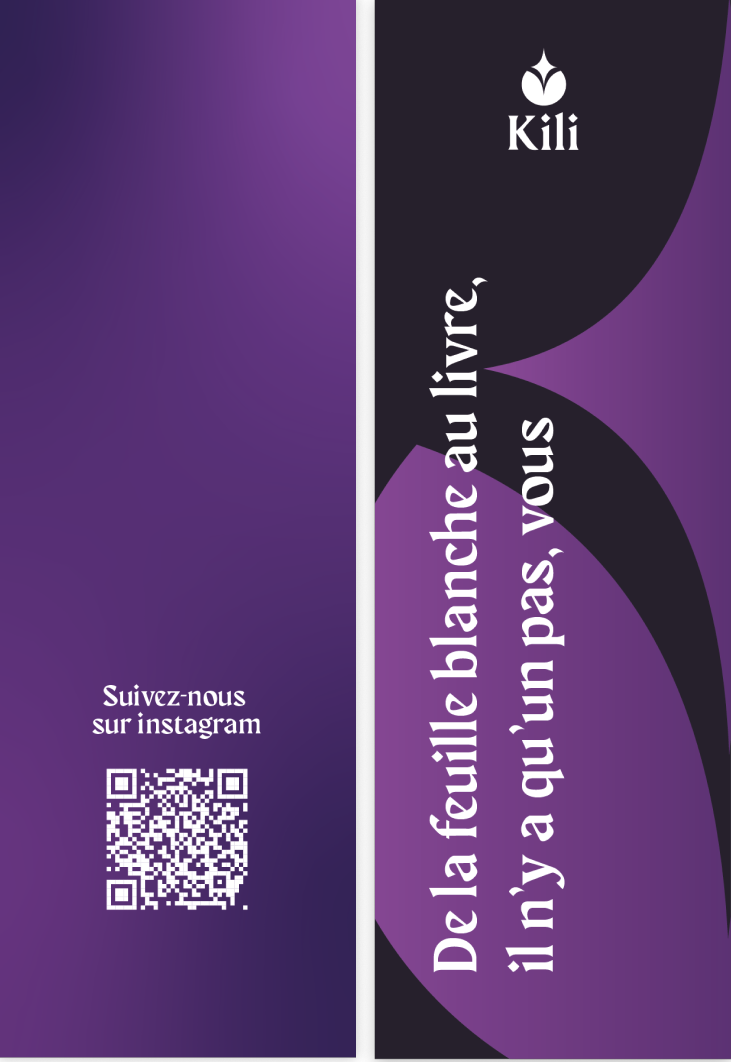 Suivez-nous
sur instagram
Kili
De la feuille blanche au livre,
il n'y a qu'un pas, vous